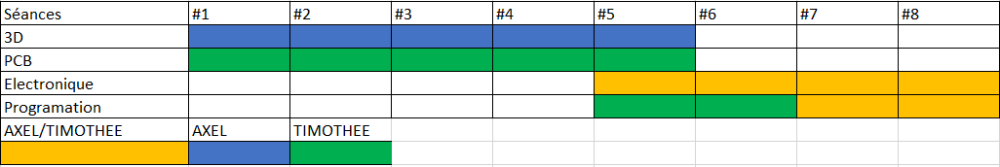 Séances #1 #2 #3 #4 #5 #6 #7 #8
3D
PCB
Electronique
Programation
AXEL/TIMOTHEE AXEL TIMOTHEE